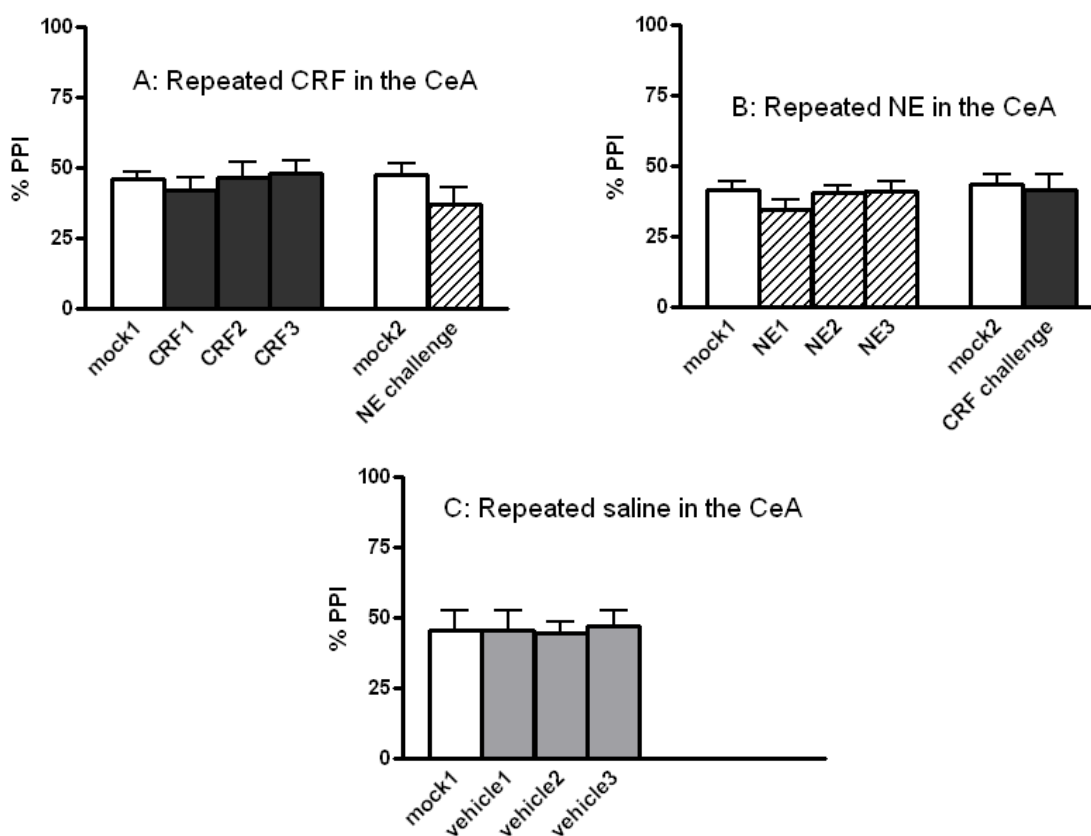 A: Repeated CRF in the CeA
% PPI
100
75
50
25
0
mock1
CRF1
CRF2
CRF3
mock2
NE challenge
B: Repeated NE in the CeA
% PPI
100
75
50
25
0
mock1
NE1
NE2
NE3
mock2
CRF challenge
C: Repeated saline in the CeA
% PPI
100
75
50
25
0
mock1
vehicle1
vehicle2
vehicle3